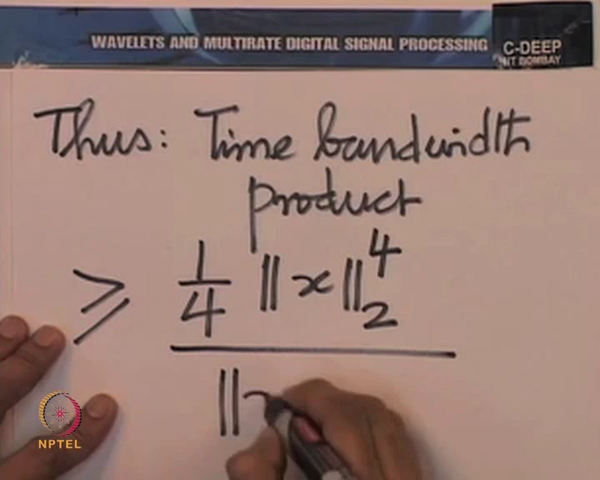 WAVELETS AND MULTIRATE DIGITAL SIGNAL PROCESSING
C-DEEP
IIT BOMBAY
Thus: Time bandwidth
product
≥ 1/4 ||x||₂⁴
||
NPTEL